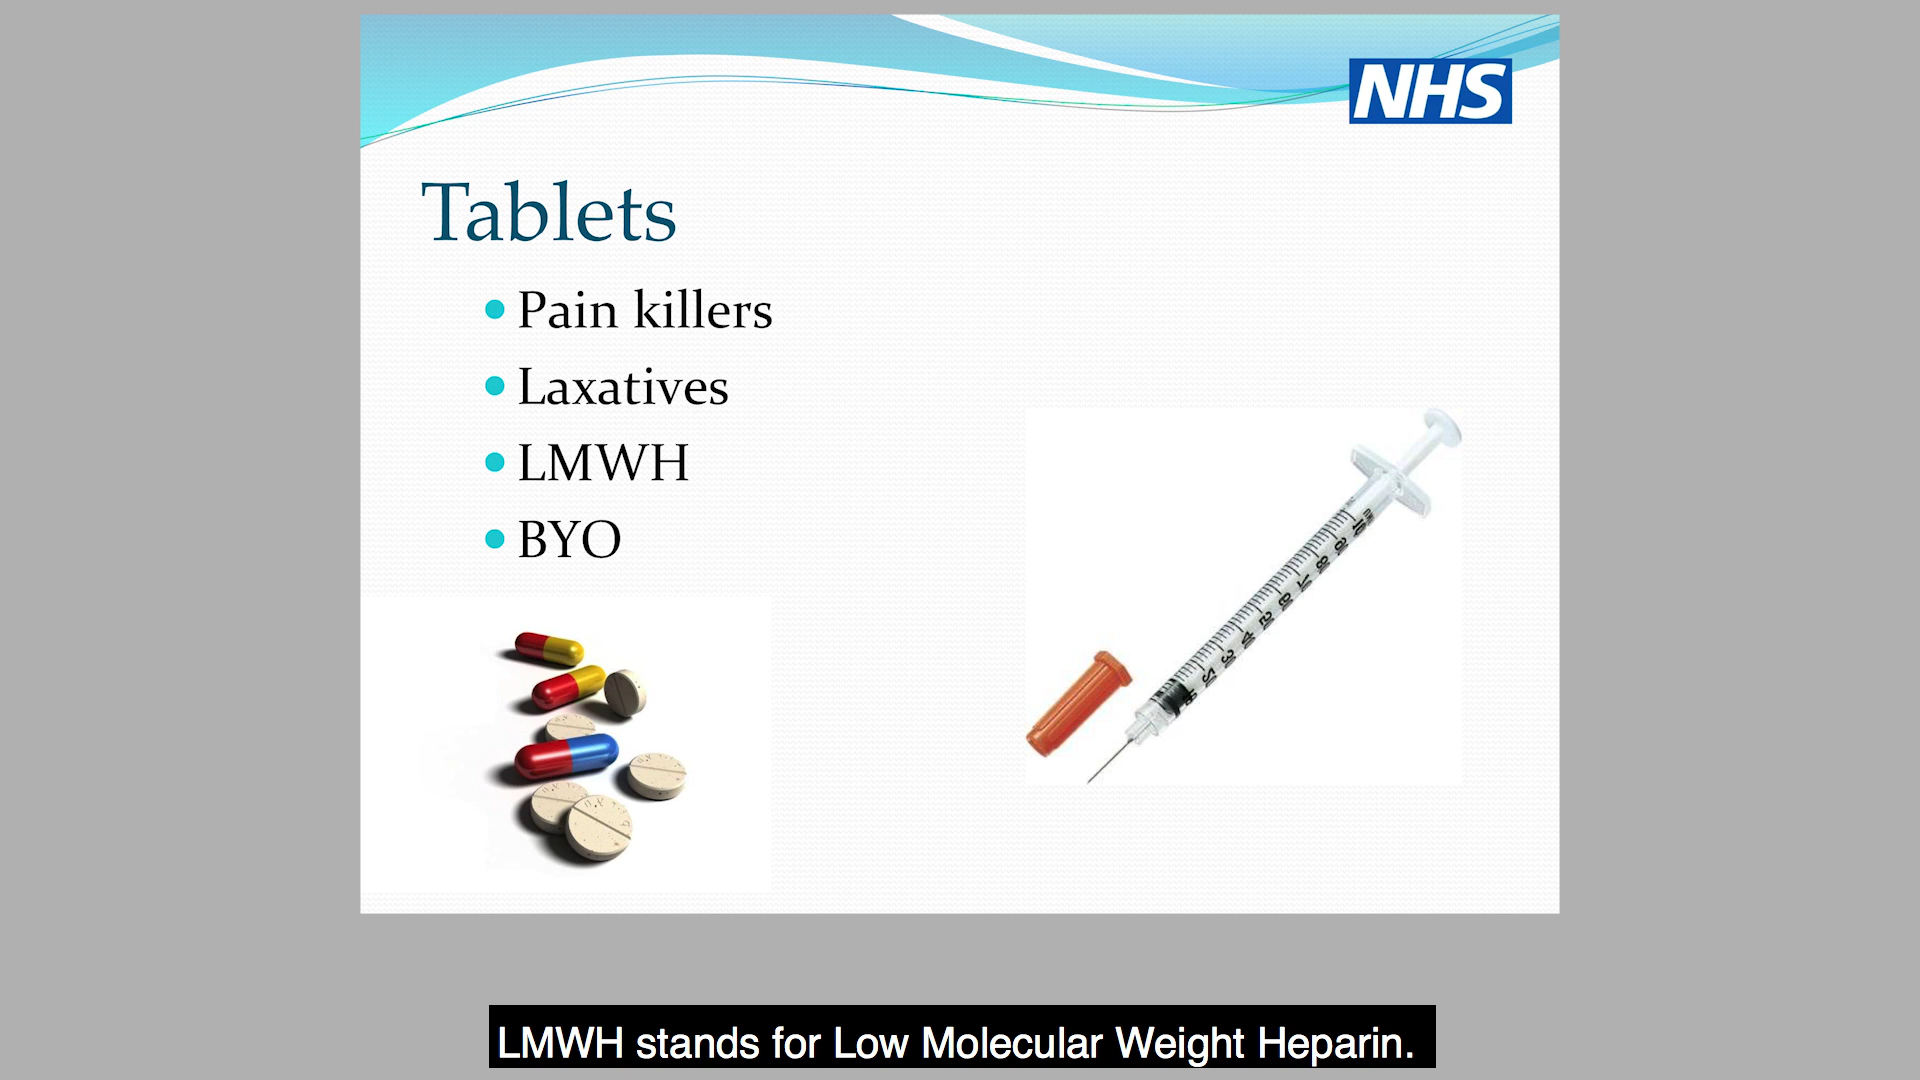 NHS
Tablets
Pain killers
Laxatives
LMWH
BYO
LMWH stands for Low Molecular Weight Heparin.